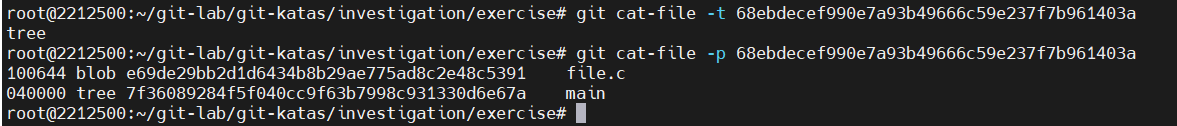 root@2212500:~/git-lab/git-katas/investigation/exercise# git cat-file -t 68ebdecef990e7a93b49666c59e237f7b961403a
tree
root@2212500:~/git-lab/git-katas/investigation/exercise# git cat-file -p 68ebdecef990e7a93b49666c59e237f7b961403a
100644 blob e69de29bb2d1d6434b8b29ae775ad8c2e48c5391    file.c
040000 tree 7f36089284f5f040cc9f63b7998c931330d6e67a    main
root@2212500:~/git-lab/git-katas/investigation/exercise#